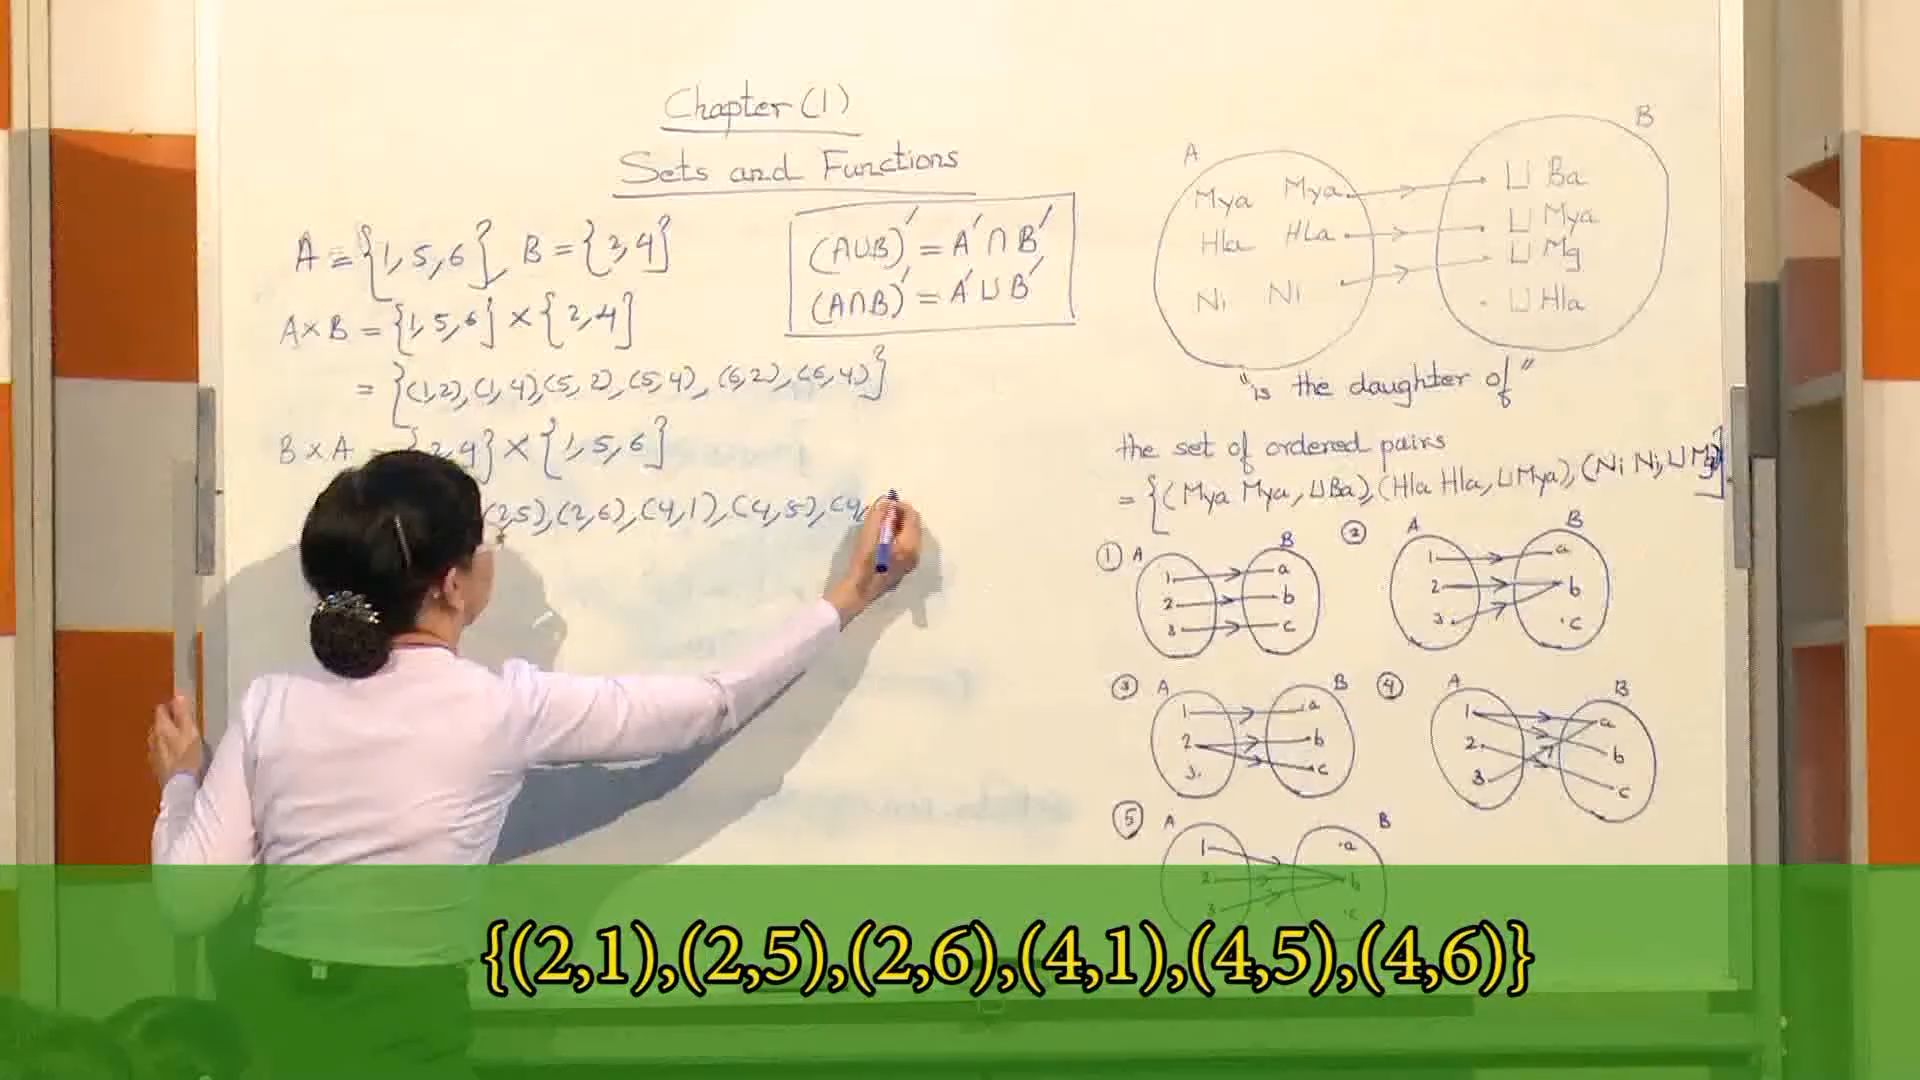 Chapter (1)
Sets and Functions
A = {1, 5, 6}, B = {2, 4}
A × B = {1, 5, 6} × {2, 4}
= {(1,2), (1,4), (5,2), (5,4), (6,2), (6,4)}
B × A = {2,4} × {1, 5, 6}
(2,5), (2,6), (4,1), (4,5), (4,
(A∪B)′ = A′ ∩ B′
(A∩B)′ = A′ ∪ B′
A B
Mya Mya U Ba
Hla Hla U Mya
U Mg
Ni Ni U Hla
"is the daughter of"
the set of ordered pairs
= {(Mya Mya, U Ba), (Hla Hla, U Mya), (Ni Ni, U Mg)}
① A B
1 a
2 b
3 c
② A B
1 a
2 b
3 c
③ A B
1 a
2 b
3 c
④ A B
1 a
2 b
3 c
⑤ A B
1 a
2 b
3 c
{(2,1),(2,5),(2,6),(4,1),(4,5),(4,6)}